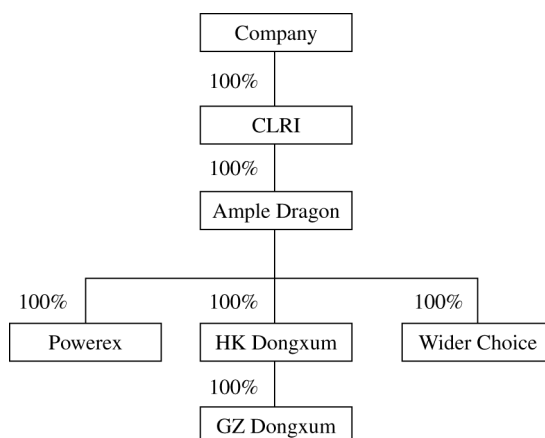 Company
100%
CLRI
100%
Ample Dragon
100% 100% 100%
Powerex HK Dongxum Wider Choice
100%
GZ Dongxum